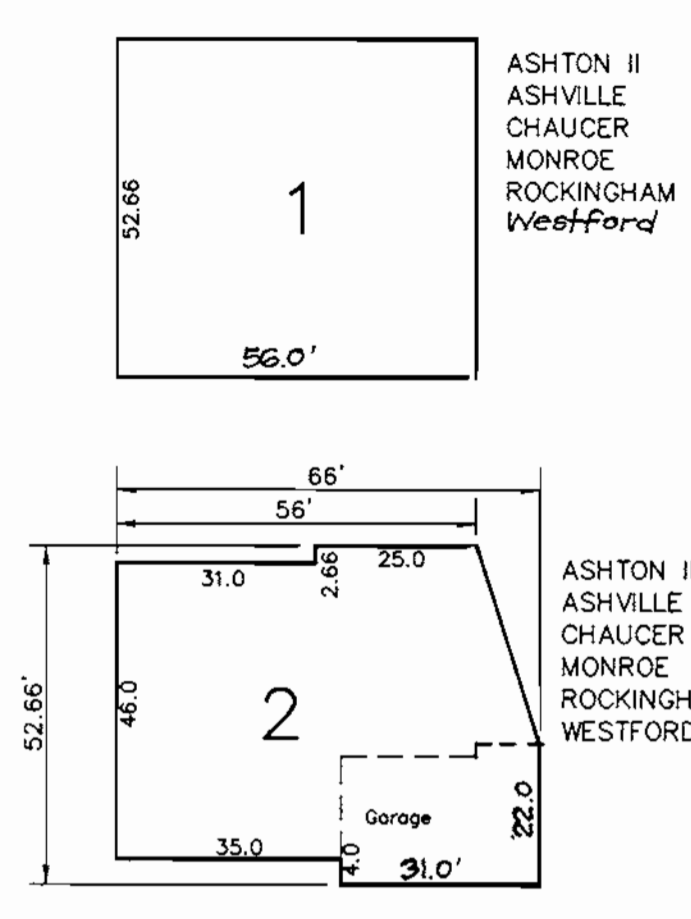 ASHTON II
ASHVILLE
CHAUCER
MONROE
ROCKINGHAM
Westford
52.66
1
56.0'
66'
56'
31.0
2.66
25.0
ASHTON II
ASHVILLE
CHAUCER
MONROE
ROCKINGH
WESTFORD
52.66'
46.0
2
Garage
22.0
35.0
4.0
31.0'